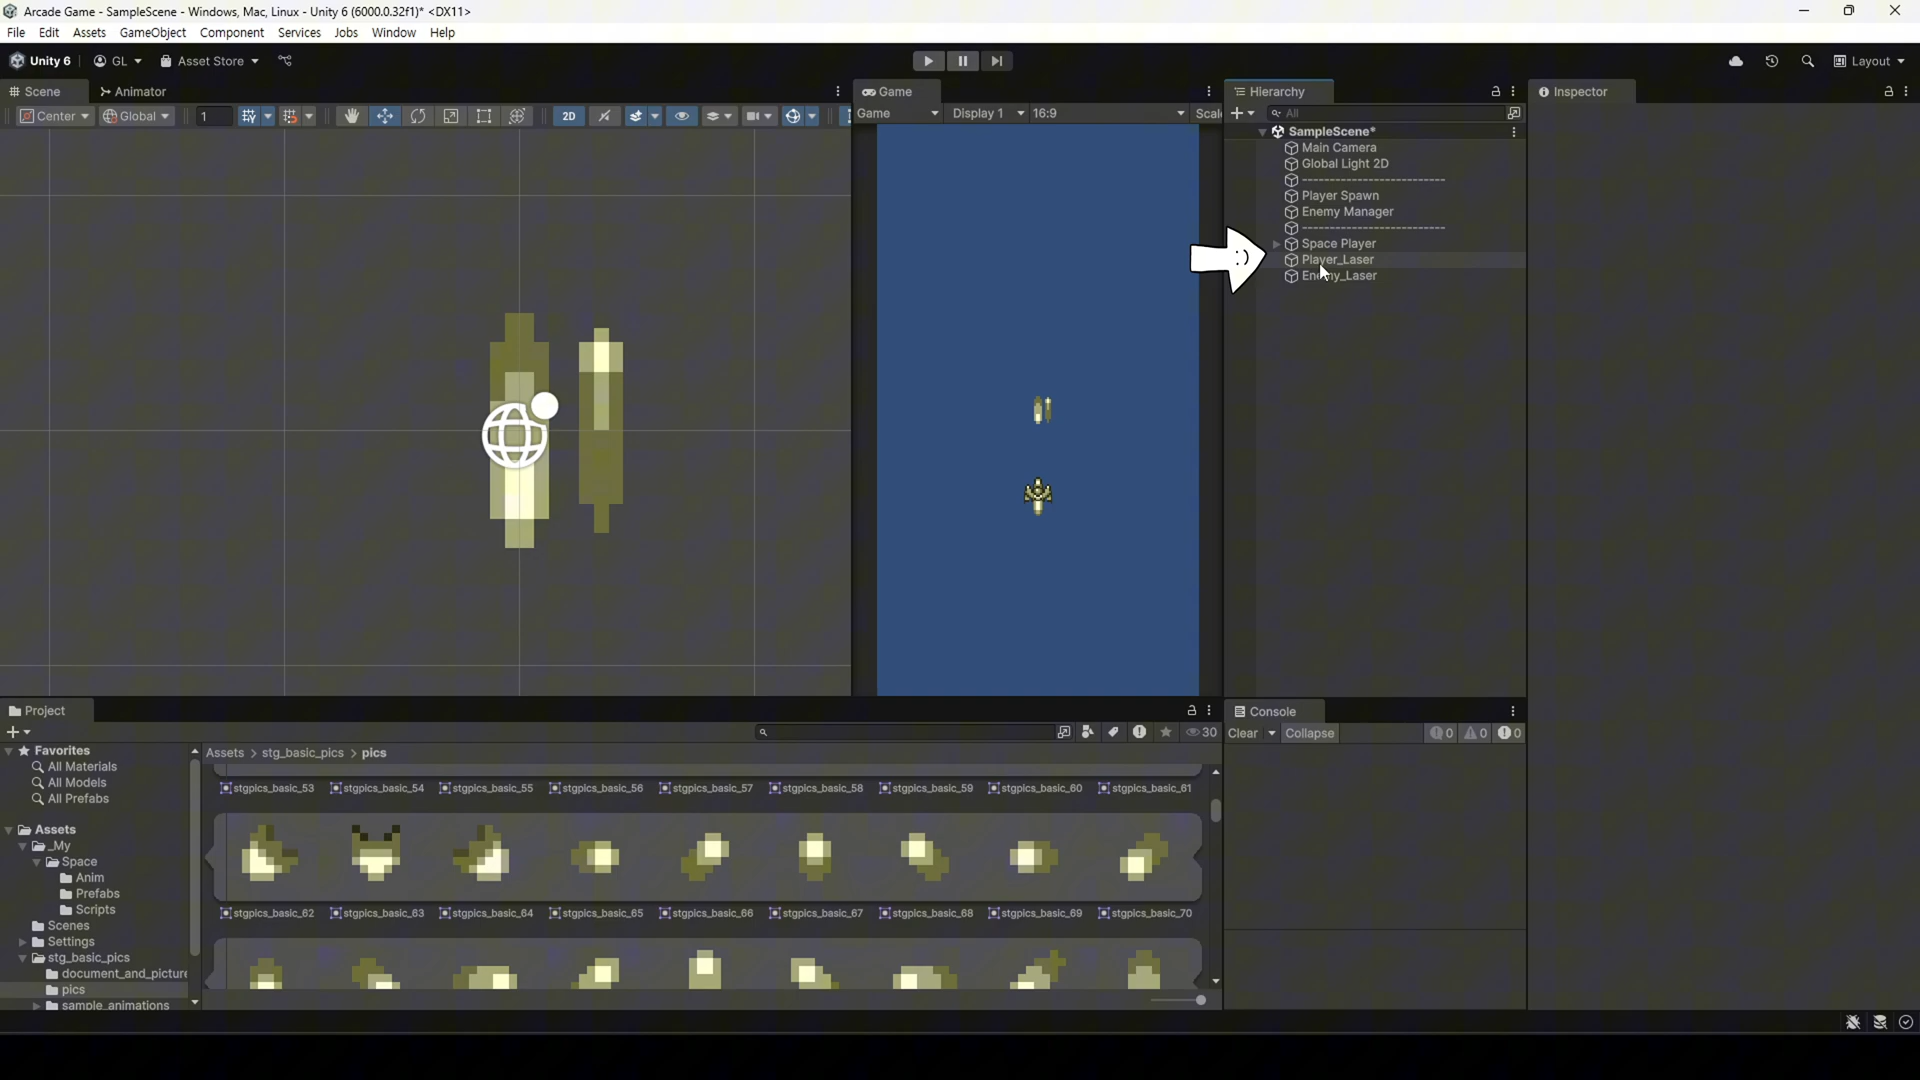 Arcade Game - SampleScene - Windows, Mac, Linux - Unity 6 (6000.0.32f1)* <DX11>
File Edit Assets GameObject Component Services Jobs Window Help
Unity 6 GL Asset Store Layout
Scene Animator
Center Global 1 2D
Game
Game Display 1 16:9 Scal
Hierarchy
All
SampleScene*
Main Camera
Global Light 2D
--------------------------
Player Spawn
Enemy Manager
--------------------------
Space Player
Player_Laser
Enemy_Laser
Inspector
Project
30
Favorites
All Materials
All Models
All Prefabs
Assets
_My
Space
Anim
Prefabs
Scripts
Scenes
Settings
stg_basic_pics
document_and_picture
pics
sample_animations
Assets > stg_basic_pics > pics
stgpics_basic_53 stgpics_basic_54 stgpics_basic_55 stgpics_basic_56 stgpics_basic_57 stgpics_basic_58 stgpics_basic_59 stgpics_basic_60 stgpics_basic_61
stgpics_basic_62 stgpics_basic_63 stgpics_basic_64 stgpics_basic_65 stgpics_basic_66 stgpics_basic_67 stgpics_basic_68 stgpics_basic_69 stgpics_basic_70
Console
Clear Collapse 0 0 0